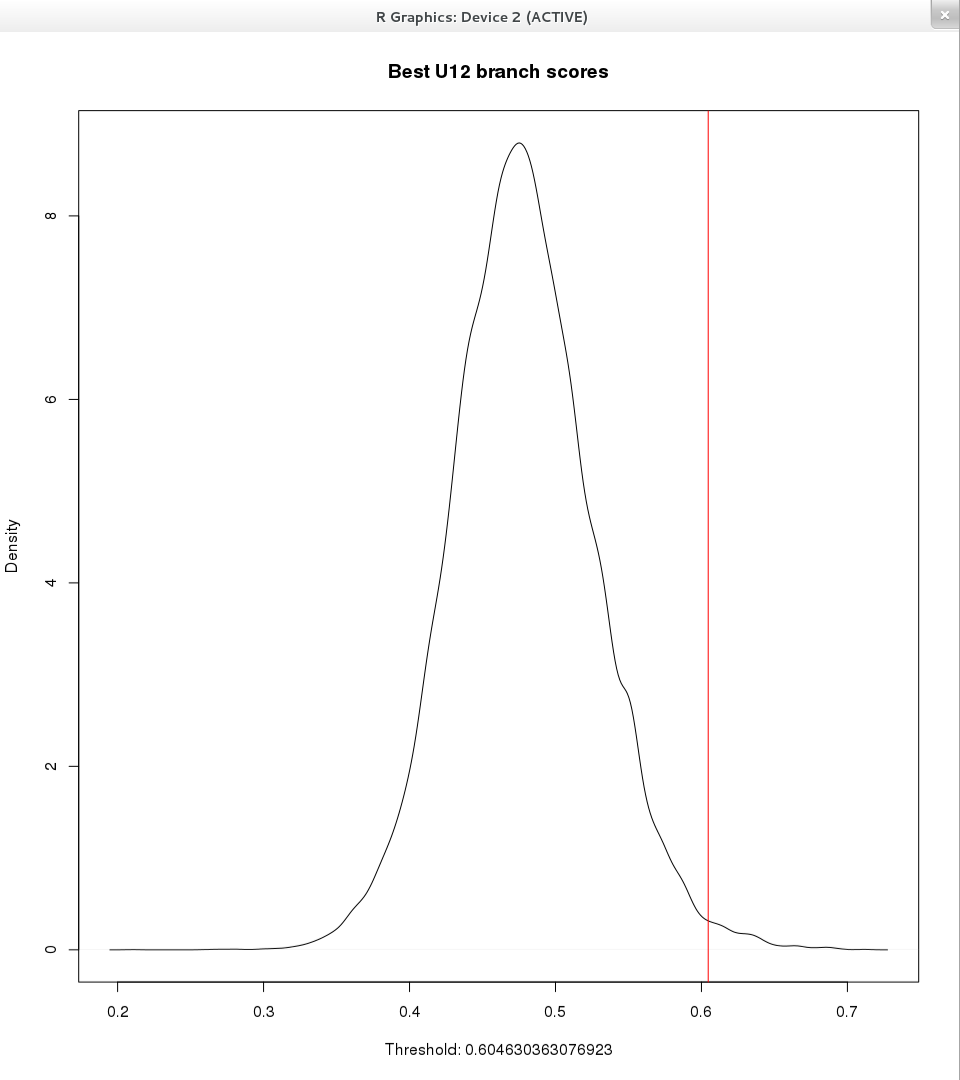 R Graphics: Device 2 (ACTIVE)
Best U12 branch scores
Density
8
6
4
2
0
0.2 0.3 0.4 0.5 0.6 0.7
Threshold: 0.604630363076923